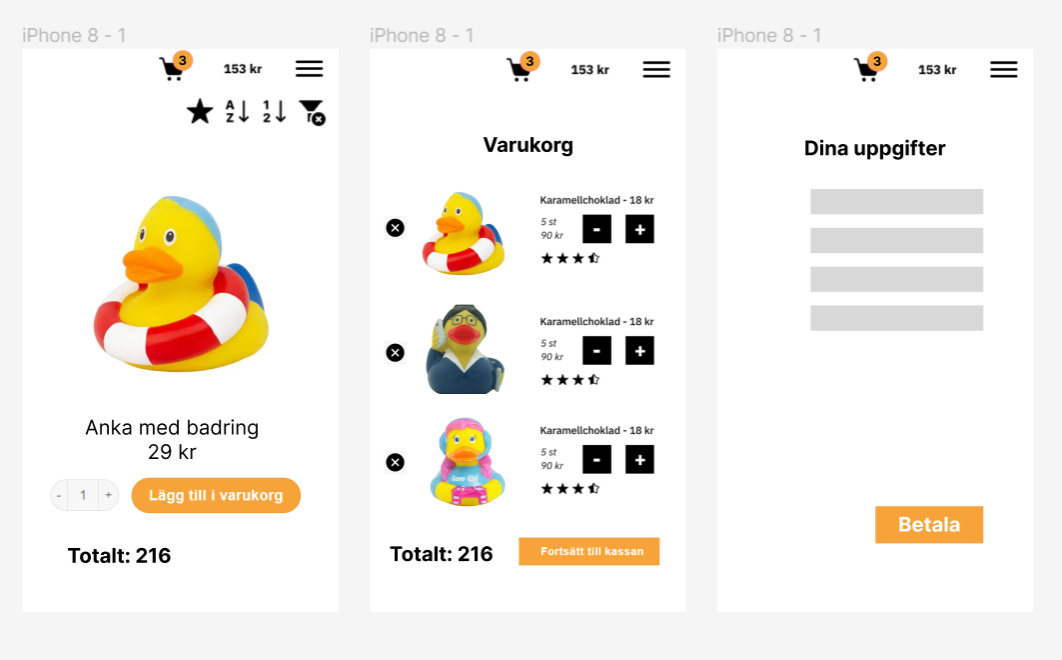 iPhone 8 - 1
3
153 kr
A
Z
1
2
Anka med badring
29 kr
- 1 +
Lägg till i varukorg
Totalt: 216
iPhone 8 - 1
3
153 kr
Varukorg
Karamellchoklad - 18 kr
5 st
90 kr
- +
Karamellchoklad - 18 kr
5 st
90 kr
- +
Karamellchoklad - 18 kr
5 st
90 kr
- +
Totalt: 216
Fortsätt till kassan
iPhone 8 - 1
3
153 kr
Dina uppgifter
Betala